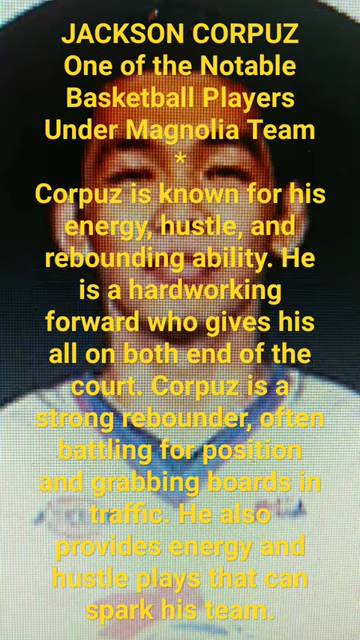 JACKSON CORPUZ
One of the Notable
Basketball Players
Under Magnolia Team
*
Corpuz is known for his
energy, hustle, and
rebounding ability. He
is a hardworking
forward who gives his
all on both end of the
court. Corpuz is a
strong rebounder, often
battling for position
and grabbing boards in
traffic. He also
provides energy and
hustle plays that can
spark his team.